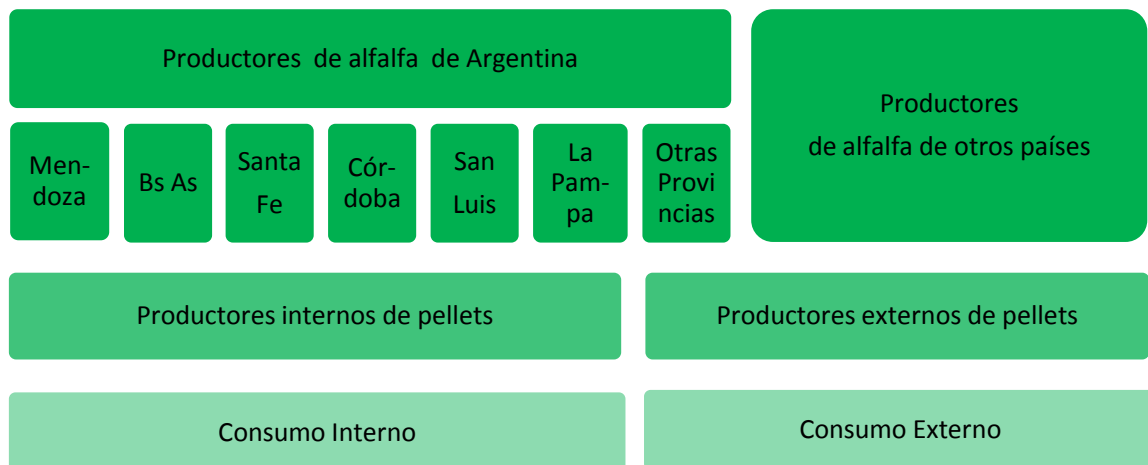 Productores de alfalfa de Argentina
Productores
de alfalfa de otros países
Men-
doza
Bs As
Santa
Fe
Cór-
doba
San
Luis
La
Pam-
pa
Otras
Provi
ncias
Productores internos de pellets
Productores externos de pellets
Consumo Interno
Consumo Externo